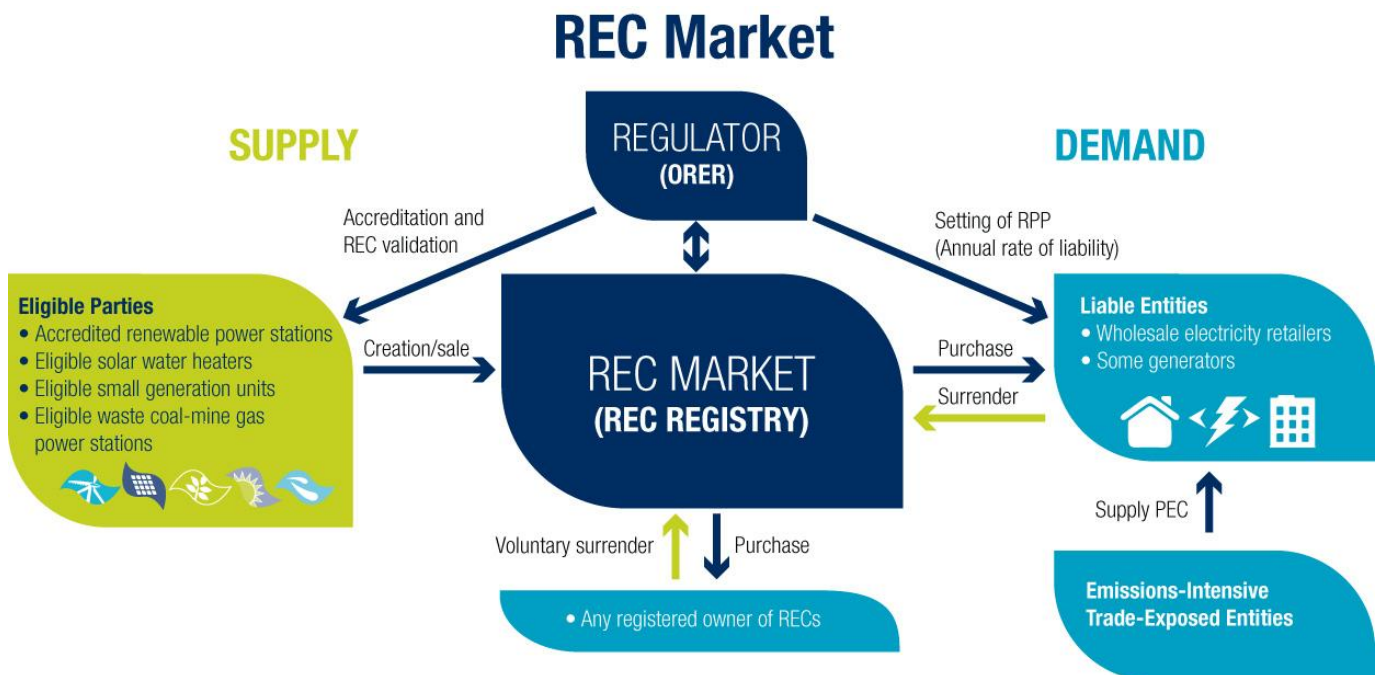 REC Market
SUPPLY
REGULATOR
(ORER)
DEMAND
Accreditation and
REC validation
Setting of RPP
(Annual rate of liability)
Eligible Parties
• Accredited renewable power stations
• Eligible solar water heaters
• Eligible small generation units
• Eligible waste coal-mine gas
power stations
Creation/sale
REC MARKET
(REC REGISTRY)
Purchase
Surrender
Liable Entities
• Wholesale electricity retailers
• Some generators
Voluntary surrender
Purchase
• Any registered owner of RECs
Supply PEC
Emissions-Intensive
Trade-Exposed Entities